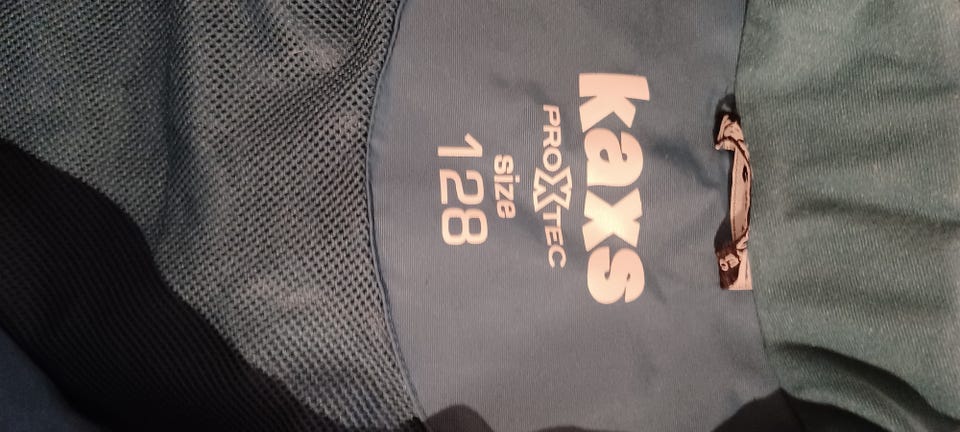 kaxs
PROXTEC
size
128